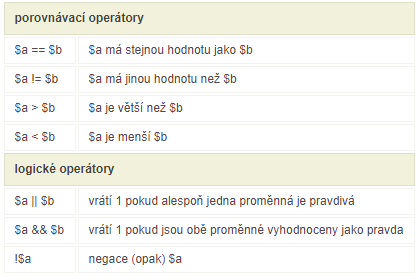 porovnávací operátory
$a == $b $a má stejnou hodnotu jako $b
$a != $b $a má jinou hodnotu než $b
$a > $b $a je větší než $b
$a < $b $a je menší $b
logické operátory
$a || $b vrátí 1 pokud alespoň jedna proměnná je pravdivá
$a && $b vrátí 1 pokud jsou obě proměnné vyhodnoceny jako pravda
!$a negace (opak) $a